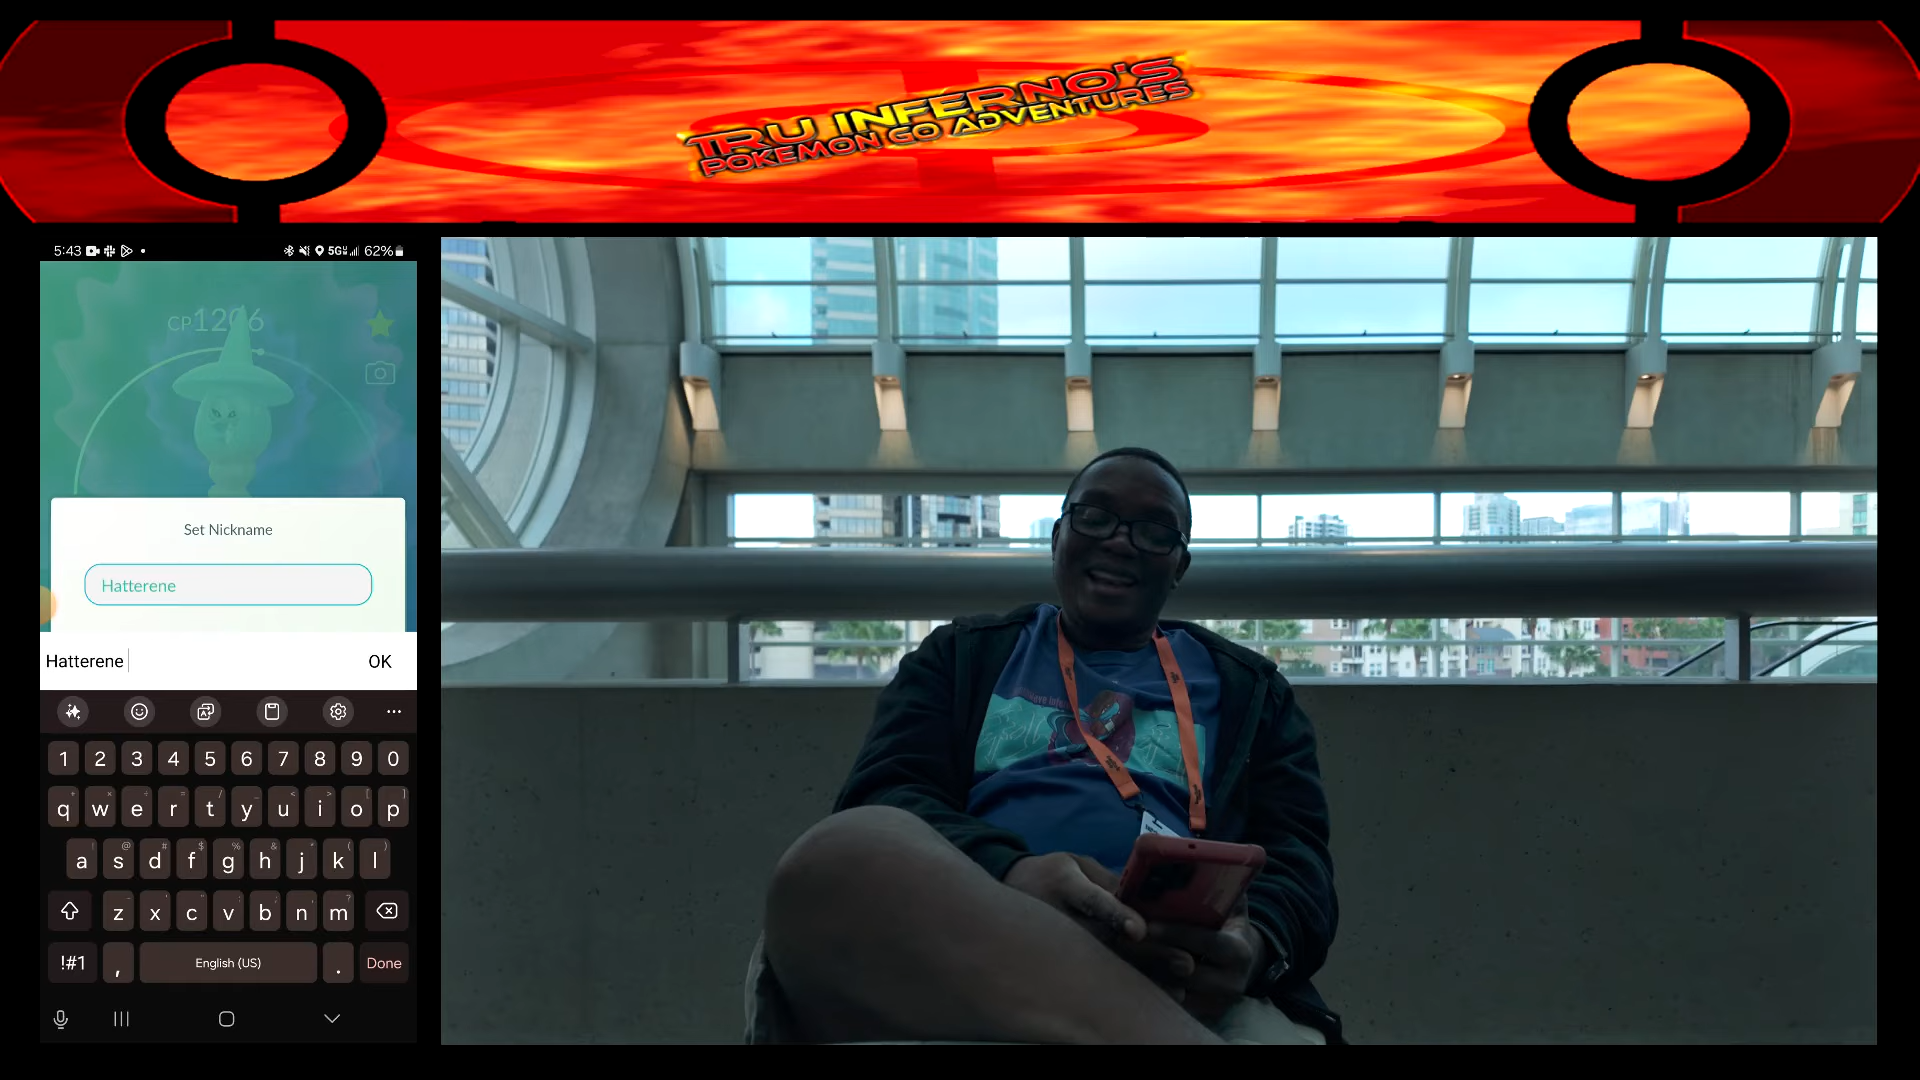 TRU INFERNO'S
POKEMON GO ADVENTURES
5:43
5G
62%
CP1206
Set Nickname
Hatterene
Hatterene
OK
1 2 3 4 5 6 7 8 9 0
q w e r t y u i o p
a s d f g h j k l
z x c v b n m
!#1 , English (US) . Done